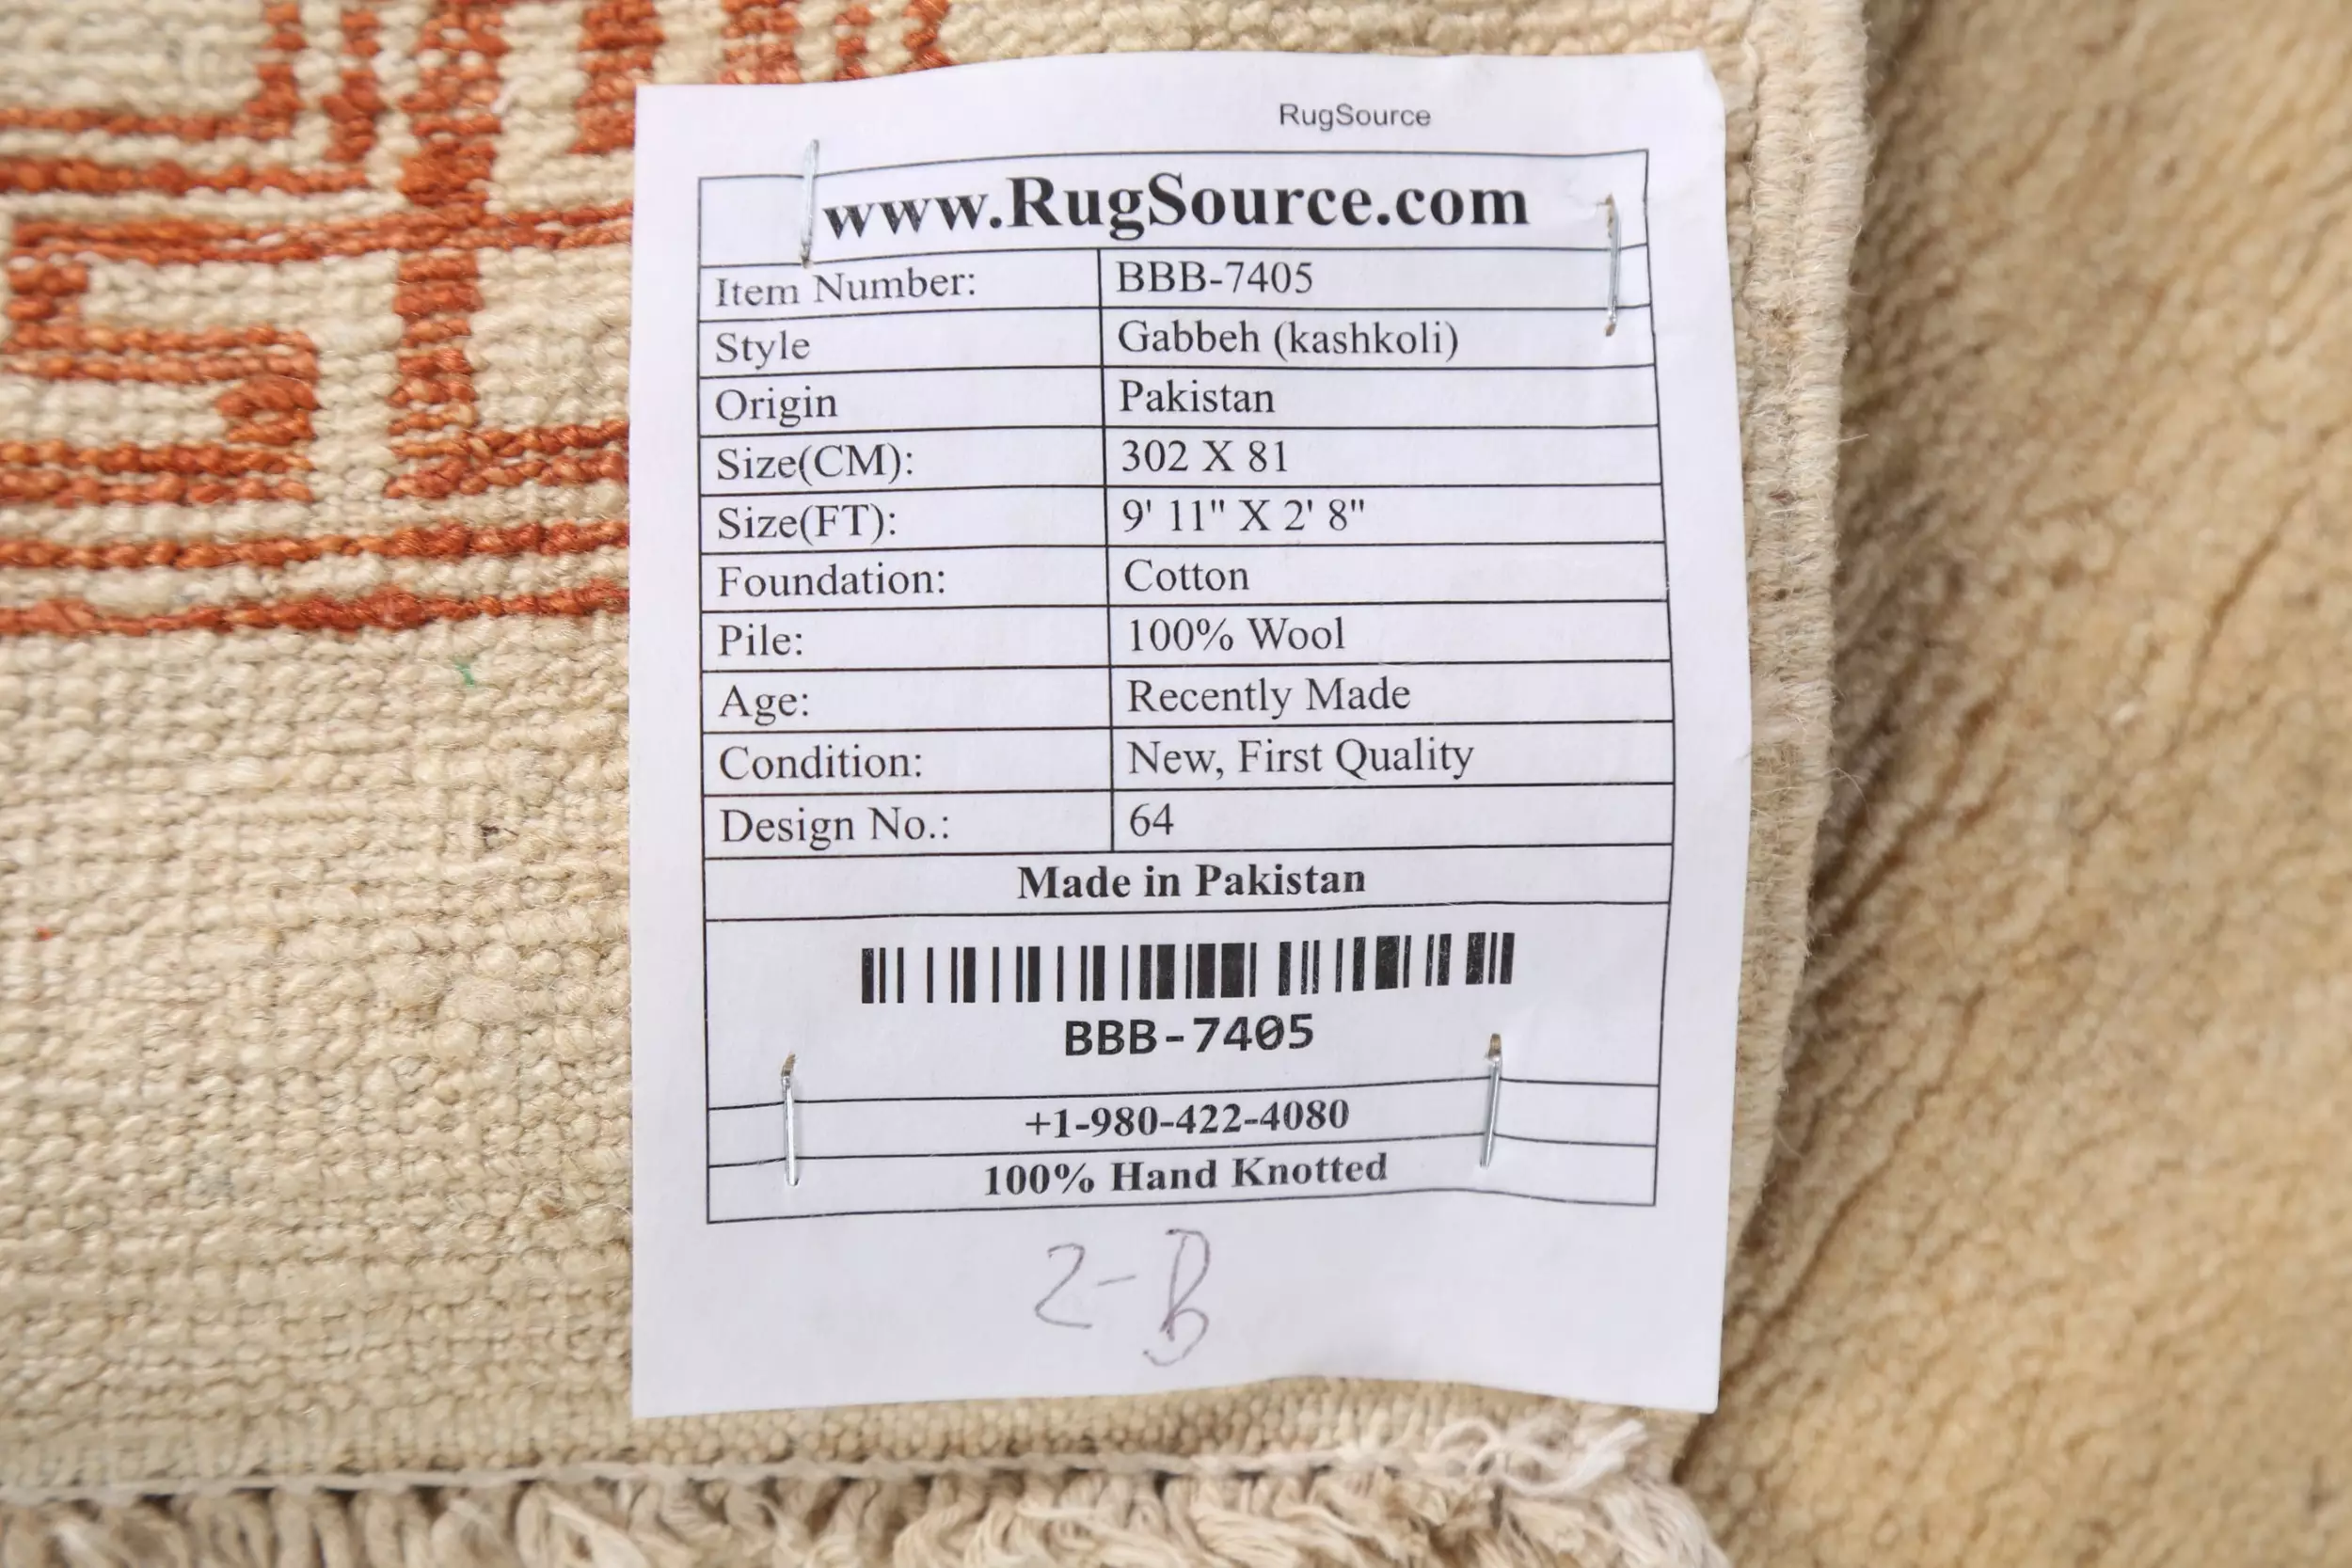 RugSource
www.RugSource.com
Item Number: BBB-7405
Style Gabbeh (kashkoli)
Origin Pakistan
Size(CM): 302 X 81
Size(FT): 9' 11" X 2' 8"
Foundation: Cotton
Pile: 100% Wool
Age: Recently Made
Condition: New, First Quality
Design No.: 64
Made in Pakistan
BBB-7405
+1-980-422-4080
100% Hand Knotted
2-B